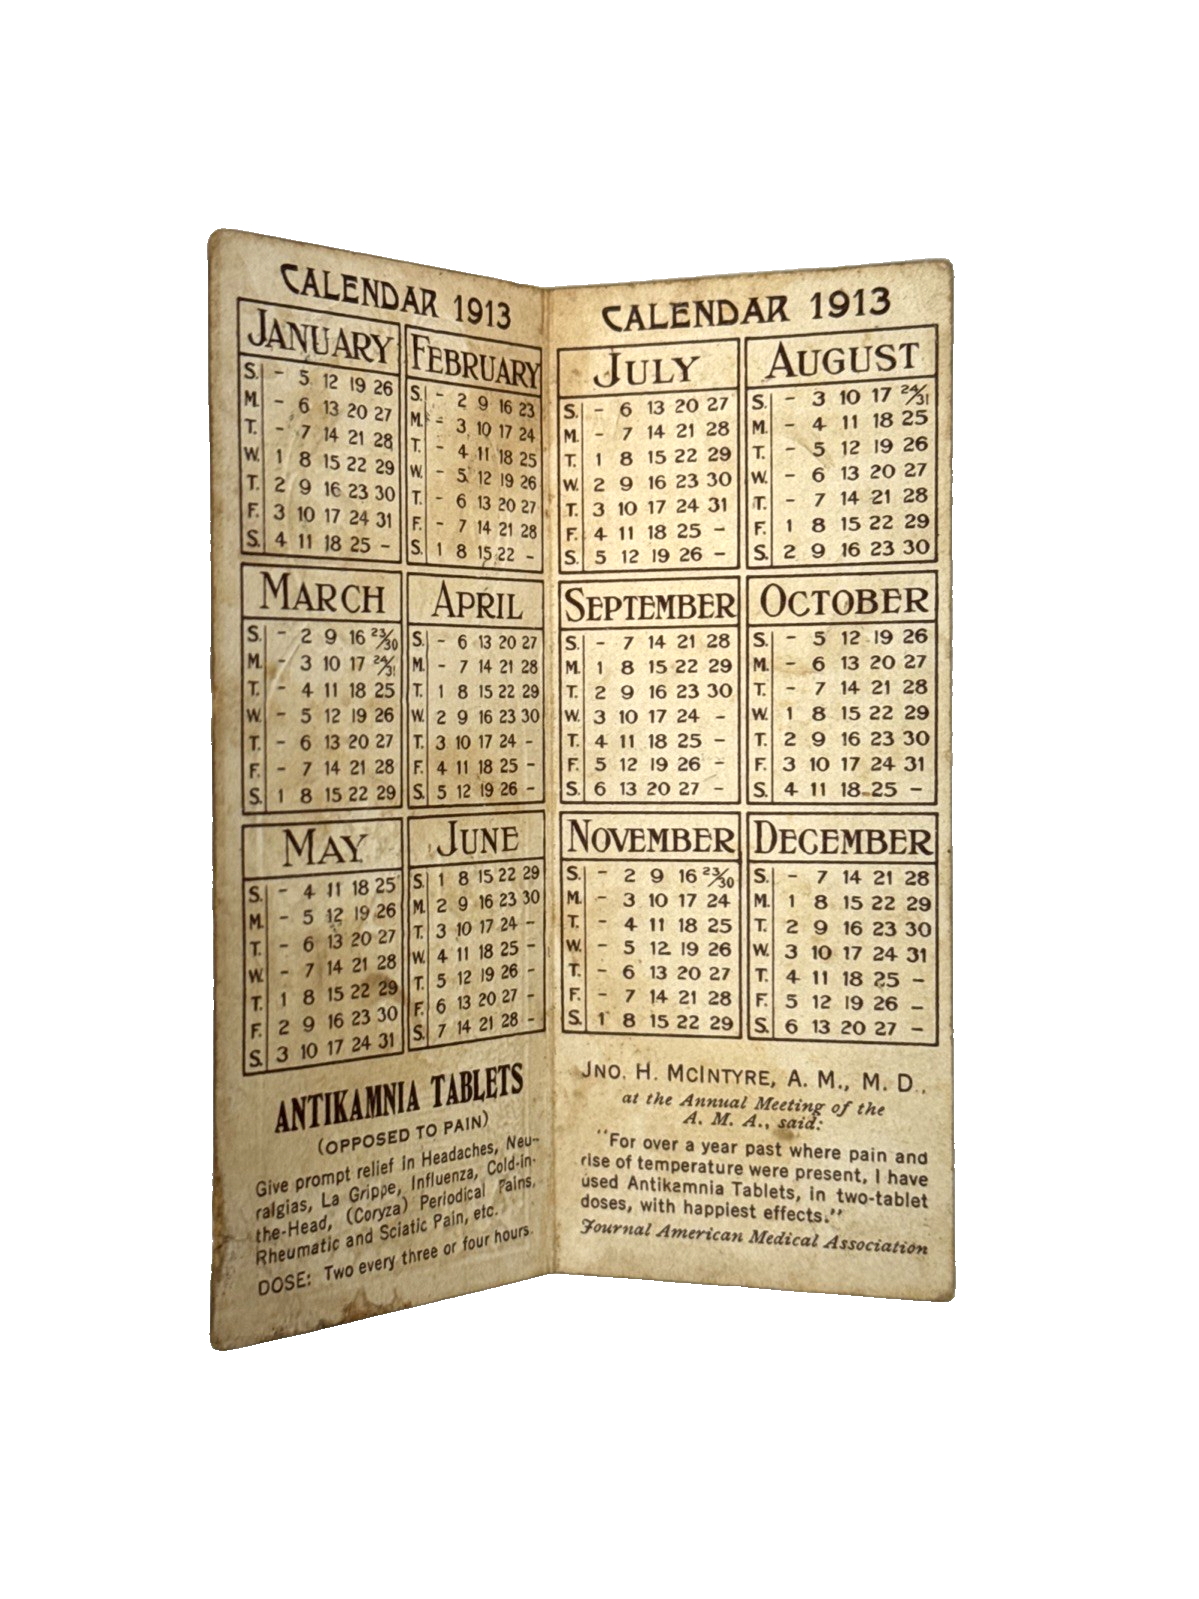 CALENDAR 1913
JANUARY
S. – 5 12 19 26
M. – 6 13 20 27
T. – 7 14 21 28
W. 1 8 15 22 29
T. 2 9 16 23 30
F. 3 10 17 24 31
S. 4 11 18 25 –
FEBRUARY
S. – 2 9 16 23
M. – 3 10 17 24
T. – 4 11 18 25
W. – 5 12 19 26
T. – 6 13 20 27
F. – 7 14 21 28
S. 1 8 15 22 –
MARCH
S. – 2 9 16 23/30
M. – 3 10 17 24/31
T. – 4 11 18 25
W. – 5 12 19 26
T. – 6 13 20 27
F. – 7 14 21 28
S. 1 8 15 22 29
APRIL
S. – 6 13 20 27
M. – 7 14 21 28
T. 1 8 15 22 29
W. 2 9 16 23 30
T. 3 10 17 24 –
F. 4 11 18 25 –
S. 5 12 19 26 –
MAY
S. – 4 11 18 25
M. – 5 12 19 26
T. – 6 13 20 27
W. – 7 14 21 28
T. 1 8 15 22 29
F. 2 9 16 23 30
S. 3 10 17 24 31
JUNE
S. 1 8 15 22 29
M. 2 9 16 23 30
T. 3 10 17 24 –
W. 4 11 18 25 –
T. 5 12 19 26 –
F. 6 13 20 27 –
S. 7 14 21 28 –
ANTIKAMNIA TABLETS
(OPPOSED TO PAIN)
Give prompt relief in Headaches, Neu-
ralgias, La Grippe, Influenza, Cold-in-
the-Head, (Coryza) Periodical Pains,
Rheumatic and Sciatic Pain, etc.
DOSE: Two every three or four hours.
CALENDAR 1913
JULY
S. – 6 13 20 27
M. – 7 14 21 28
T. 1 8 15 22 29
W. 2 9 16 23 30
T. 3 10 17 24 31
F. 4 11 18 25 –
S. 5 12 19 26 –
AUGUST
S. – 3 10 17 24/31
M. – 4 11 18 25
T. – 5 12 19 26
W. – 6 13 20 27
T. – 7 14 21 28
F. 1 8 15 22 29
S. 2 9 16 23 30
SEPTEMBER
S. – 7 14 21 28
M. 1 8 15 22 29
T. 2 9 16 23 30
W. 3 10 17 24 –
T. 4 11 18 25 –
F. 5 12 19 26 –
S. 6 13 20 27 –
OCTOBER
S. – 5 12 19 26
M. – 6 13 20 27
T. – 7 14 21 28
W. 1 8 15 22 29
T. 2 9 16 23 30
F. 3 10 17 24 31
S. 4 11 18 25 –
NOVEMBER
S. – 2 9 16 23/30
M. – 3 10 17 24
T. – 4 11 18 25
W. – 5 12 19 26
T. – 6 13 20 27
F. – 7 14 21 28
S. 1 8 15 22 29
DECEMBER
S. – 7 14 21 28
M. 1 8 15 22 29
T. 2 9 16 23 30
W. 3 10 17 24 31
T. 4 11 18 25 –
F. 5 12 19 26 –
S. 6 13 20 27 –
JNO. H. MCINTYRE, A. M., M. D.,
at the Annual Meeting of the
A. M. A., said:
"For over a year past where pain and
rise of temperature were present, I have
used Antikamnia Tablets, in two-tablet
doses, with happiest effects."
Journal American Medical Association